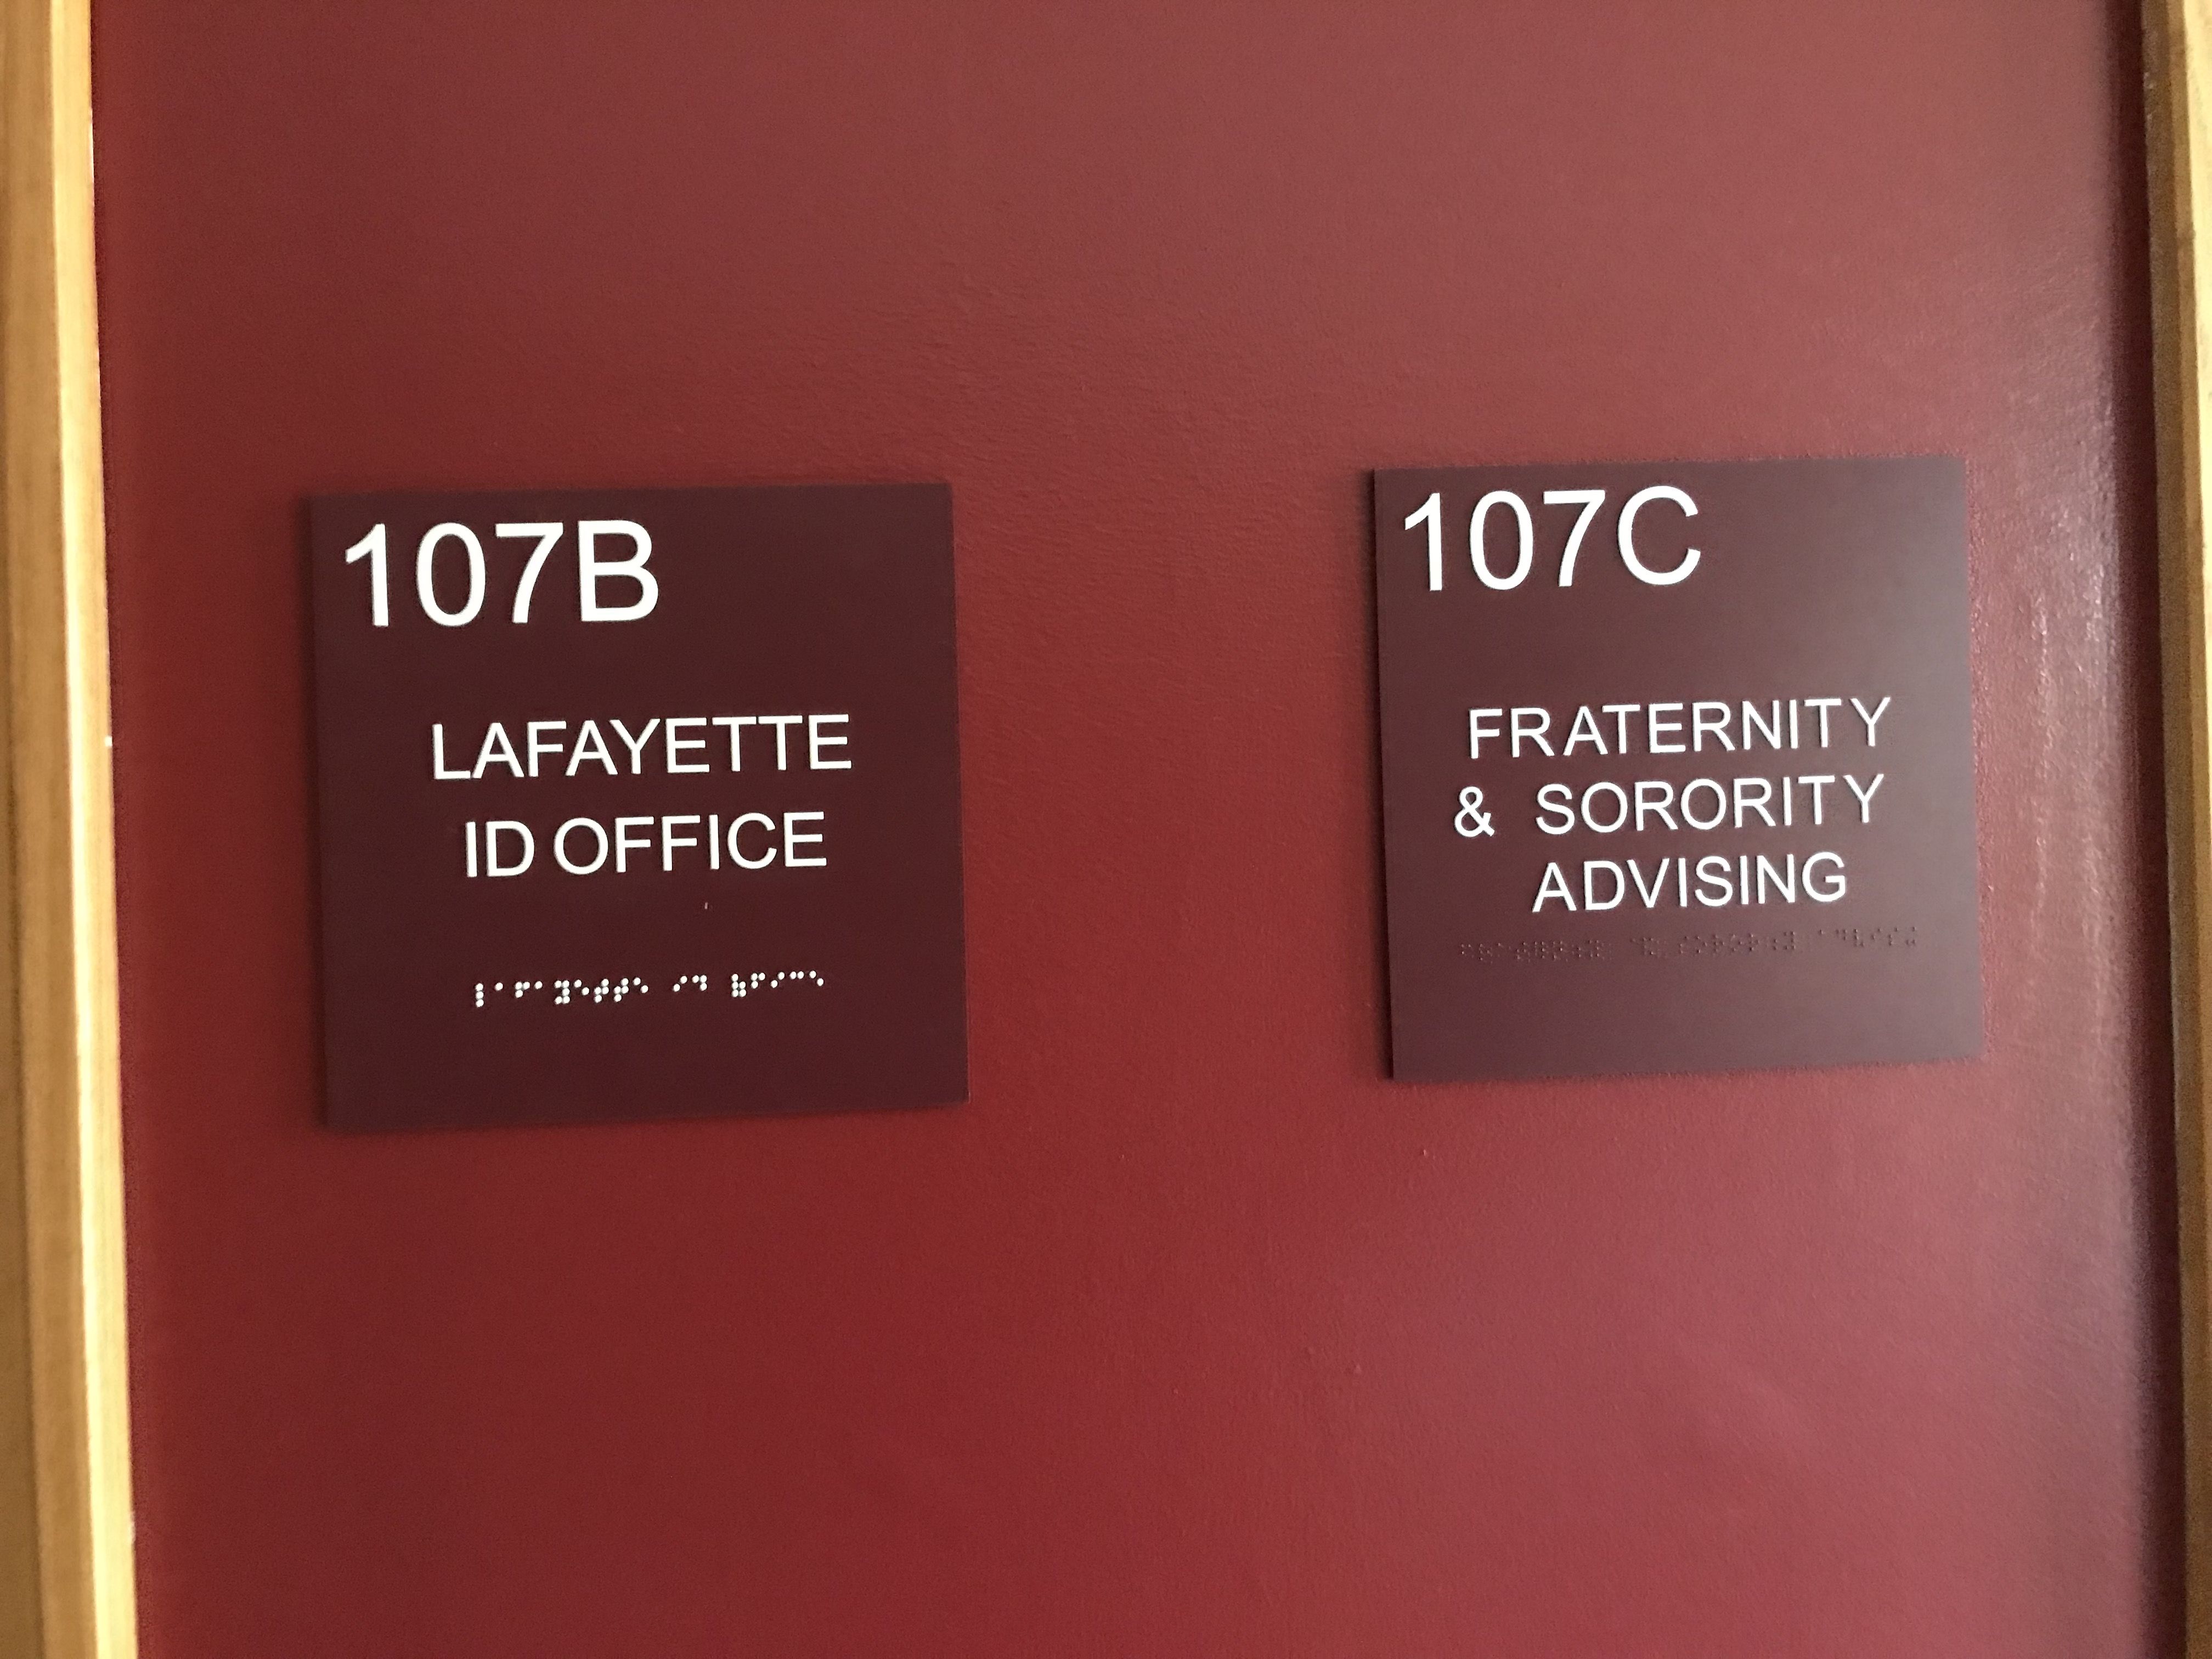 107B
LAFAYETTE
ID OFFICE
107C
FRATERNITY
& SORORITY
ADVISING